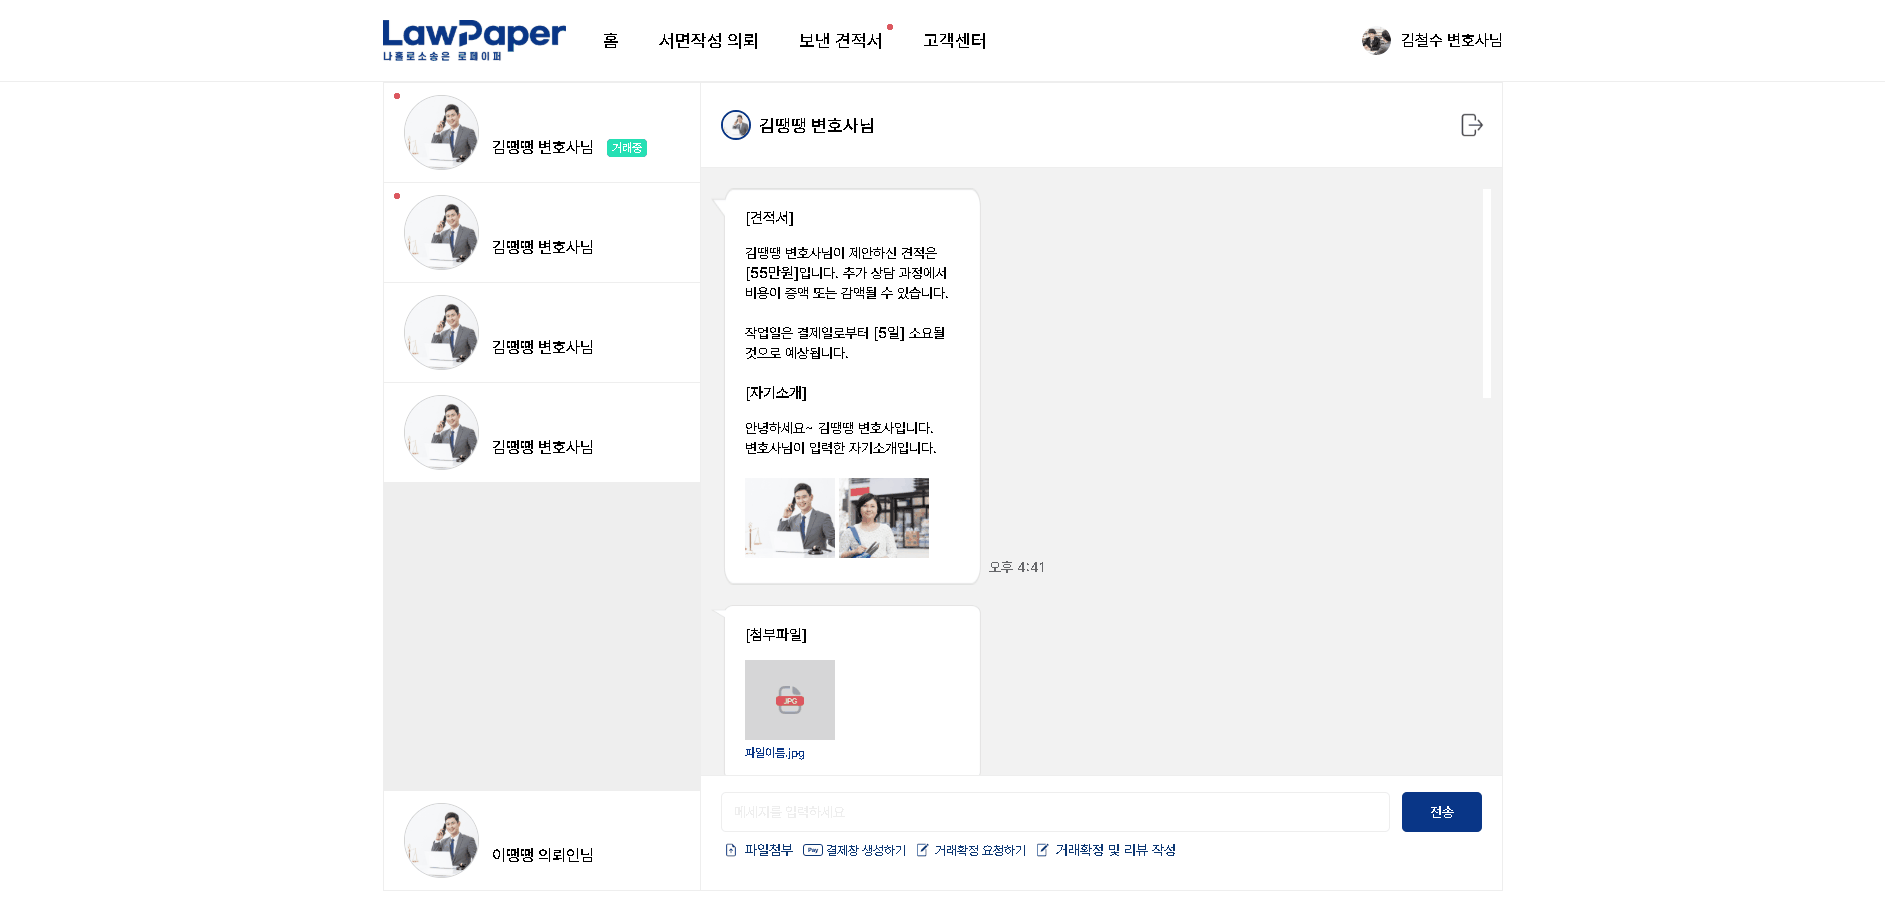 LawPaper
나홀로소송은 로페이퍼
홈
서면작성 의뢰
보낸 견적서
고객센터
김철수 변호사님
김땡땡 변호사님
거래중
김땡땡 변호사님
김땡땡 변호사님
김땡땡 변호사님
이땡땡 의뢰인님
김땡땡 변호사님
[견적서]
김땡땡 변호사님이 제안하신 견적은
[55만원]입니다. 추가 상담 과정에서
비용이 증액 또는 감액될 수 있습니다.
작업일은 결제일로부터 [5일] 소요될
것으로 예상됩니다.
[자기소개]
안녕하세요~ 김땡땡 변호사입니다.
변호사님이 입력한 자기소개입니다.
오후 4:41
[첨부파일]
JPG
파일이름.jpg
메세지를 입력하세요
전송
파일첨부
Pay
결제창 생성하기
거래확정 요청하기
거래확정 및 리뷰 작성